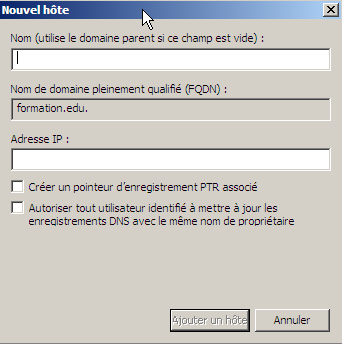 Nouvel hôte
Nom (utilise le domaine parent si ce champ est vide) :
Nom de domaine pleinement qualifié (FQDN) :
formation.edu.
Adresse IP :
Créer un pointeur d'enregistrement PTR associé
Autoriser tout utilisateur identifié à mettre à jour les
enregistrements DNS avec le même nom de propriétaire
Ajouter un hôte
Annuler